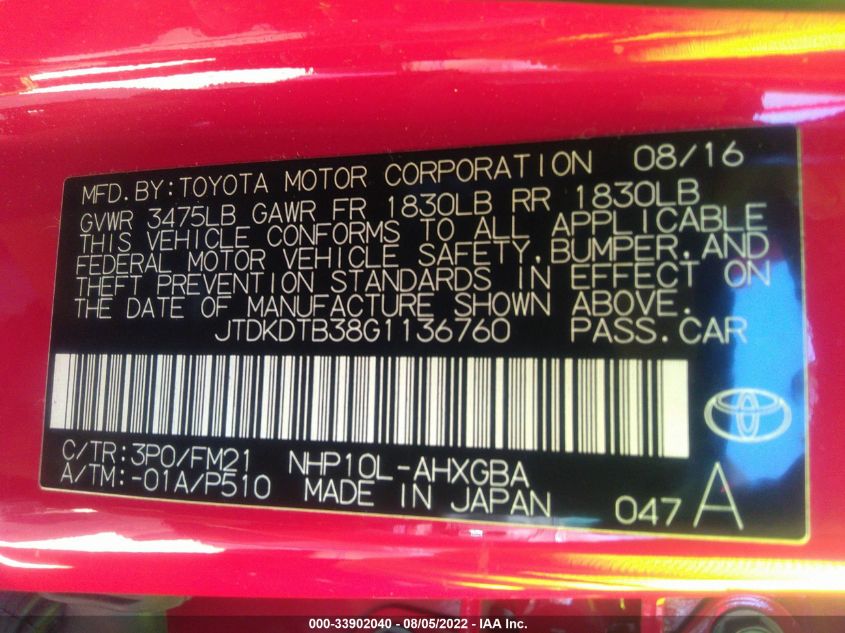 MFD.BY:TOYOTA MOTOR CORPORATION 08/16
GVWR 3475LB GAWR FR 1830LB RR 1830LB
THIS VEHICLE CONFORMS TO ALL APPLICABLE
FEDERAL MOTOR VEHICLE SAFETY,BUMPER,AND
THEFT PREVENTION STANDARDS IN EFFECT ON
THE DATE OF MANUFACTURE SHOWN ABOVE.
JTDKDTB38G1136760 PASS.CAR
C/TR:3P0/FM21 NHP10L-AHXGBA
A/TM:-01A/P510 MADE IN JAPAN 047 A
000-33902040 - 08/05/2022 - IAA Inc.